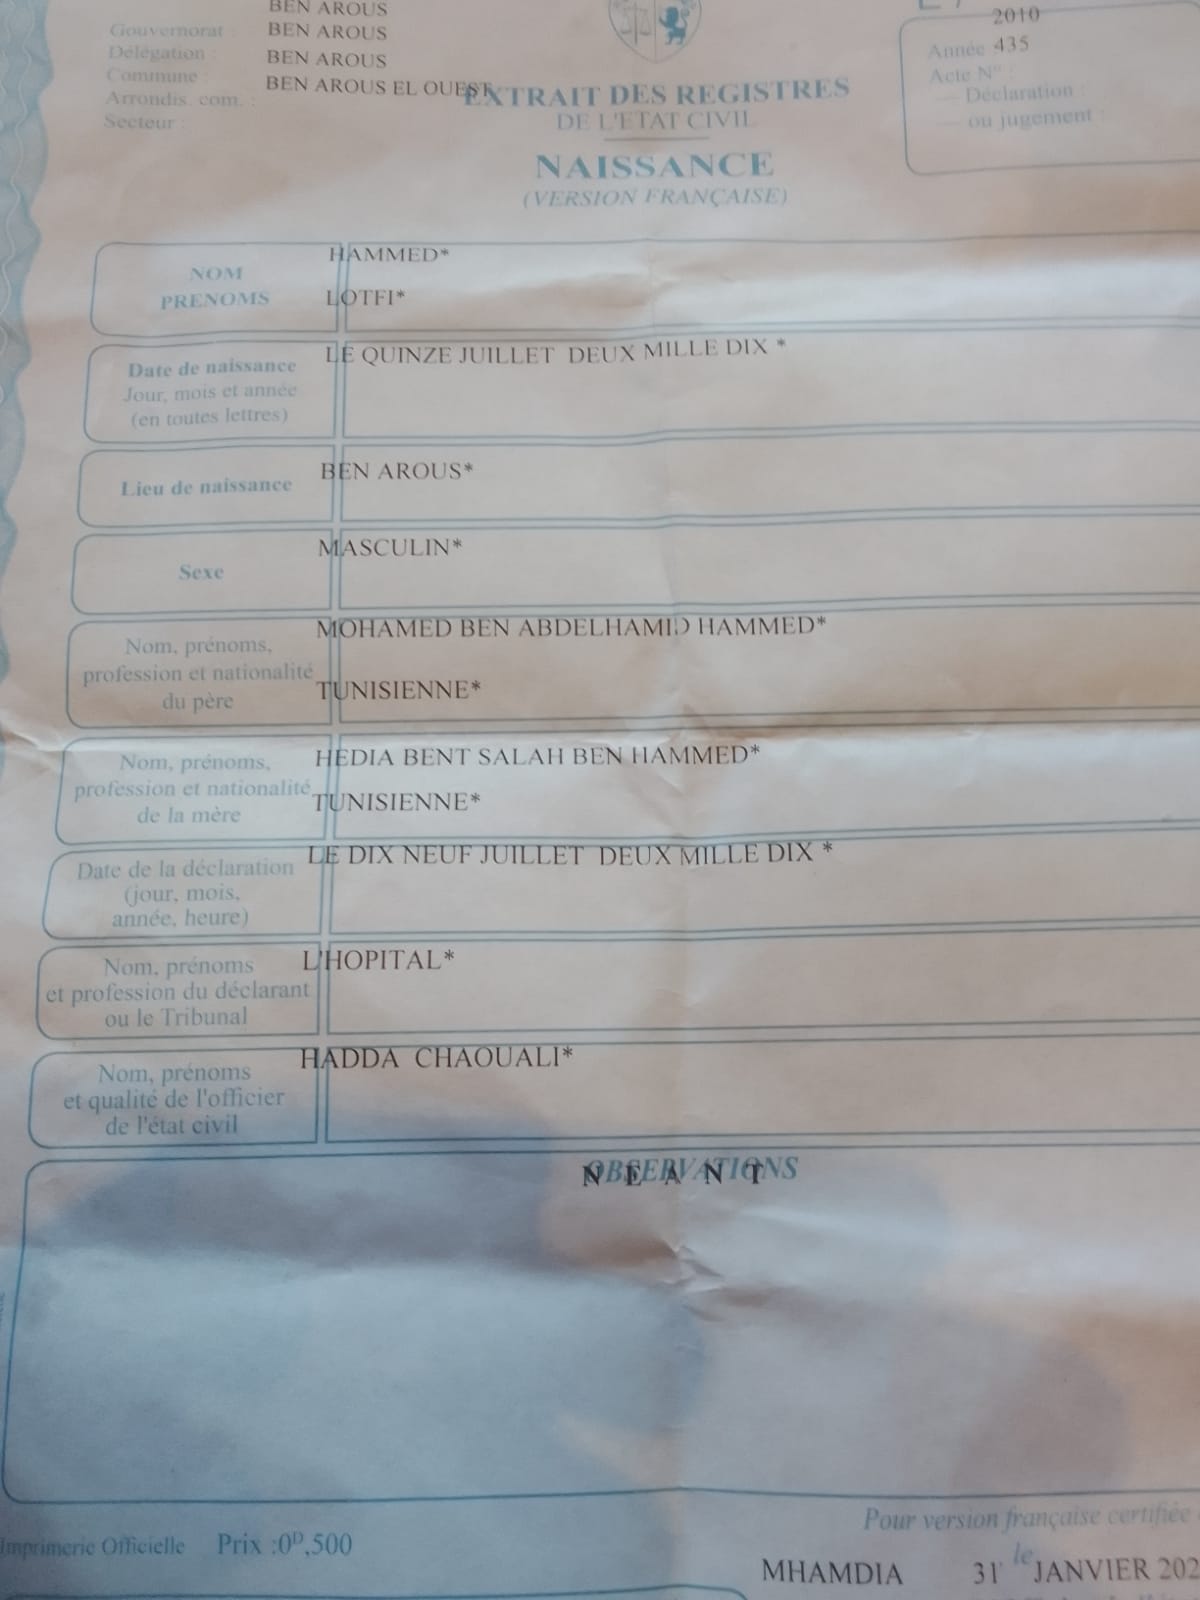 BEN AROUS
Gouvernorat : BEN AROUS
Délégation : BEN AROUS
Commune : BEN AROUS EL OUEST
Arrondis. com. :
Secteur :
2010
Année 435
Acte N° :
— Déclaration :
— ou jugement :
EXTRAIT DES REGISTRES
DE L'ETAT CIVIL
NAISSANCE
(VERSION FRANÇAISE)
NOM HAMMED*
PRENOMS LOTFI*
LE QUINZE JUILLET DEUX MILLE DIX *
Date de naissance
Jour, mois et année
(en toutes lettres)
BEN AROUS*
Lieu de naissance
MASCULIN*
Sexe
MOHAMED BEN ABDELHAMID HAMMED*
Nom, prénoms,
profession et nationalité
du père
TUNISIENNE*
HEDIA BENT SALAH BEN HAMMED*
Nom, prénoms,
profession et nationalité
de la mère
TUNISIENNE*
LE DIX NEUF JUILLET DEUX MILLE DIX *
Date de la déclaration
(jour, mois,
année, heure)
L'HOPITAL*
Nom, prénoms
et profession du déclarant
ou le Tribunal
HADDA CHAOUALI*
Nom, prénoms
et qualité de l'officier
de l'état civil
OBSERVATIONS
N E A N T
Pour version française certifiée
Imprimerie Officielle Prix :0ᴰ,500
MHAMDIA 31 le JANVIER 202